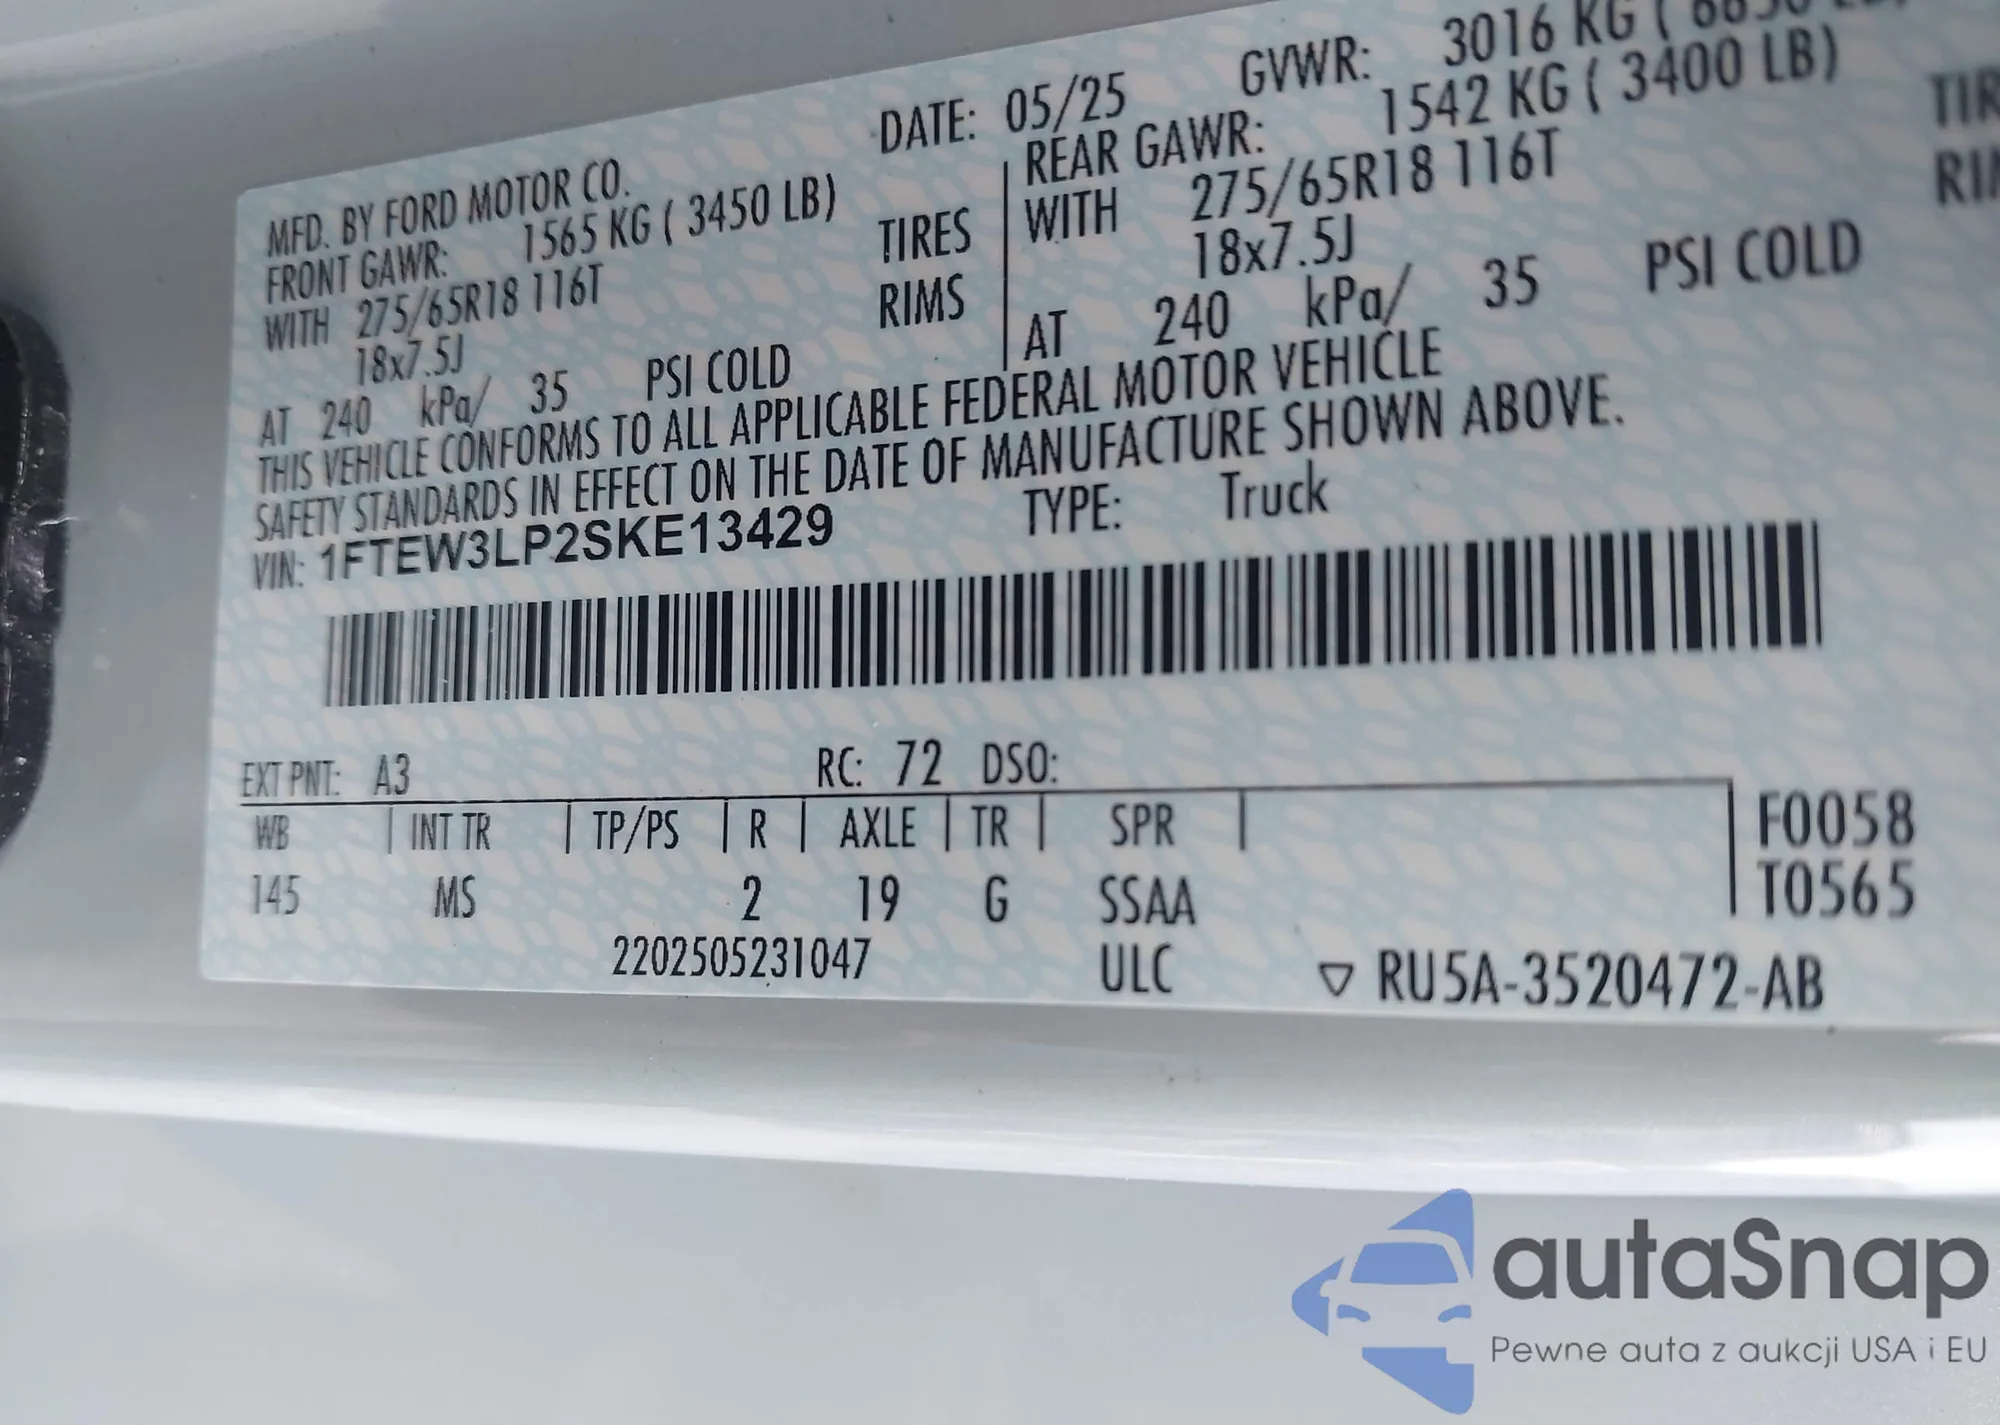 MFD. BY FORD MOTOR CO.
DATE: 05/25
GVWR: 3016 KG (
FRONT GAWR: 1565 KG ( 3450 LB)
REAR GAWR: 1542 KG ( 3400 LB)
WITH 275/65R18 116T TIRES
WITH 275/65R18 116T
18x7.5J RIMS
18x7.5J
AT 240 kPa/ 35 PSI COLD
AT 240 kPa/ 35 PSI COLD
THIS VEHICLE CONFORMS TO ALL APPLICABLE FEDERAL MOTOR VEHICLE
SAFETY STANDARDS IN EFFECT ON THE DATE OF MANUFACTURE SHOWN ABOVE.
VIN: 1FTEW3LP2SKE13429 TYPE: Truck
EXT PNT: A3 RC: 72 DSO:
WB | INT TR | TP/PS | R | AXLE | TR | SPR |
F0058
145 MS 2 19 G SSAA
T0565
2202505231047 ULC ▽ RU5A-3520472-AB
autaSnap
Pewne auta z aukcji USA i EU